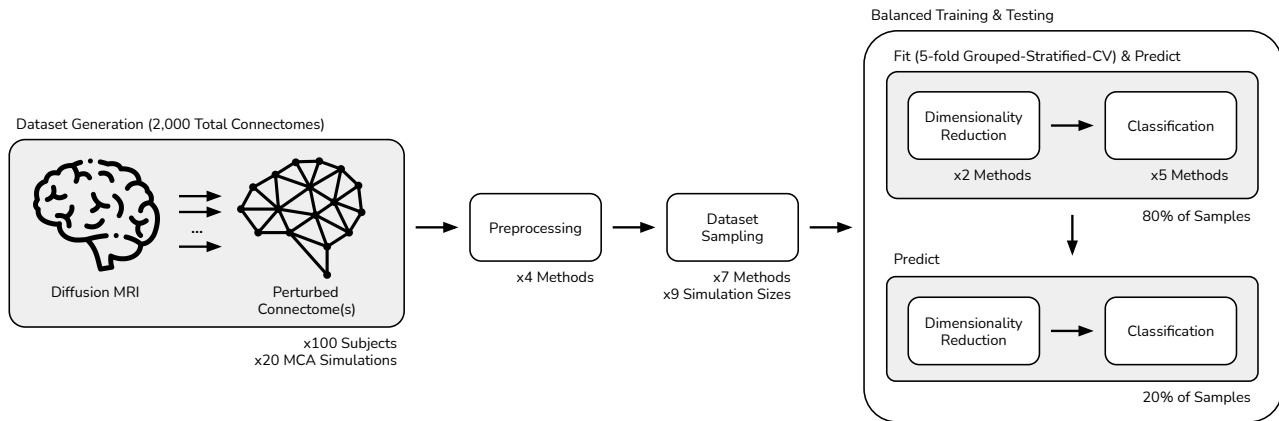 Dataset Generation (2,000 Total Connectomes)
Diffusion MRI
...
Perturbed
Connectome(s)
x100 Subjects
x20 MCA Simulations
Preprocessing
x4 Methods
Dataset
Sampling
x7 Methods
x9 Simulation Sizes
Balanced Training & Testing
Fit (5-fold Grouped-Stratified-CV) & Predict
Dimensionality
Reduction
x2 Methods
Classification
x5 Methods
80% of Samples
Predict
Dimensionality
Reduction
Classification
20% of Samples